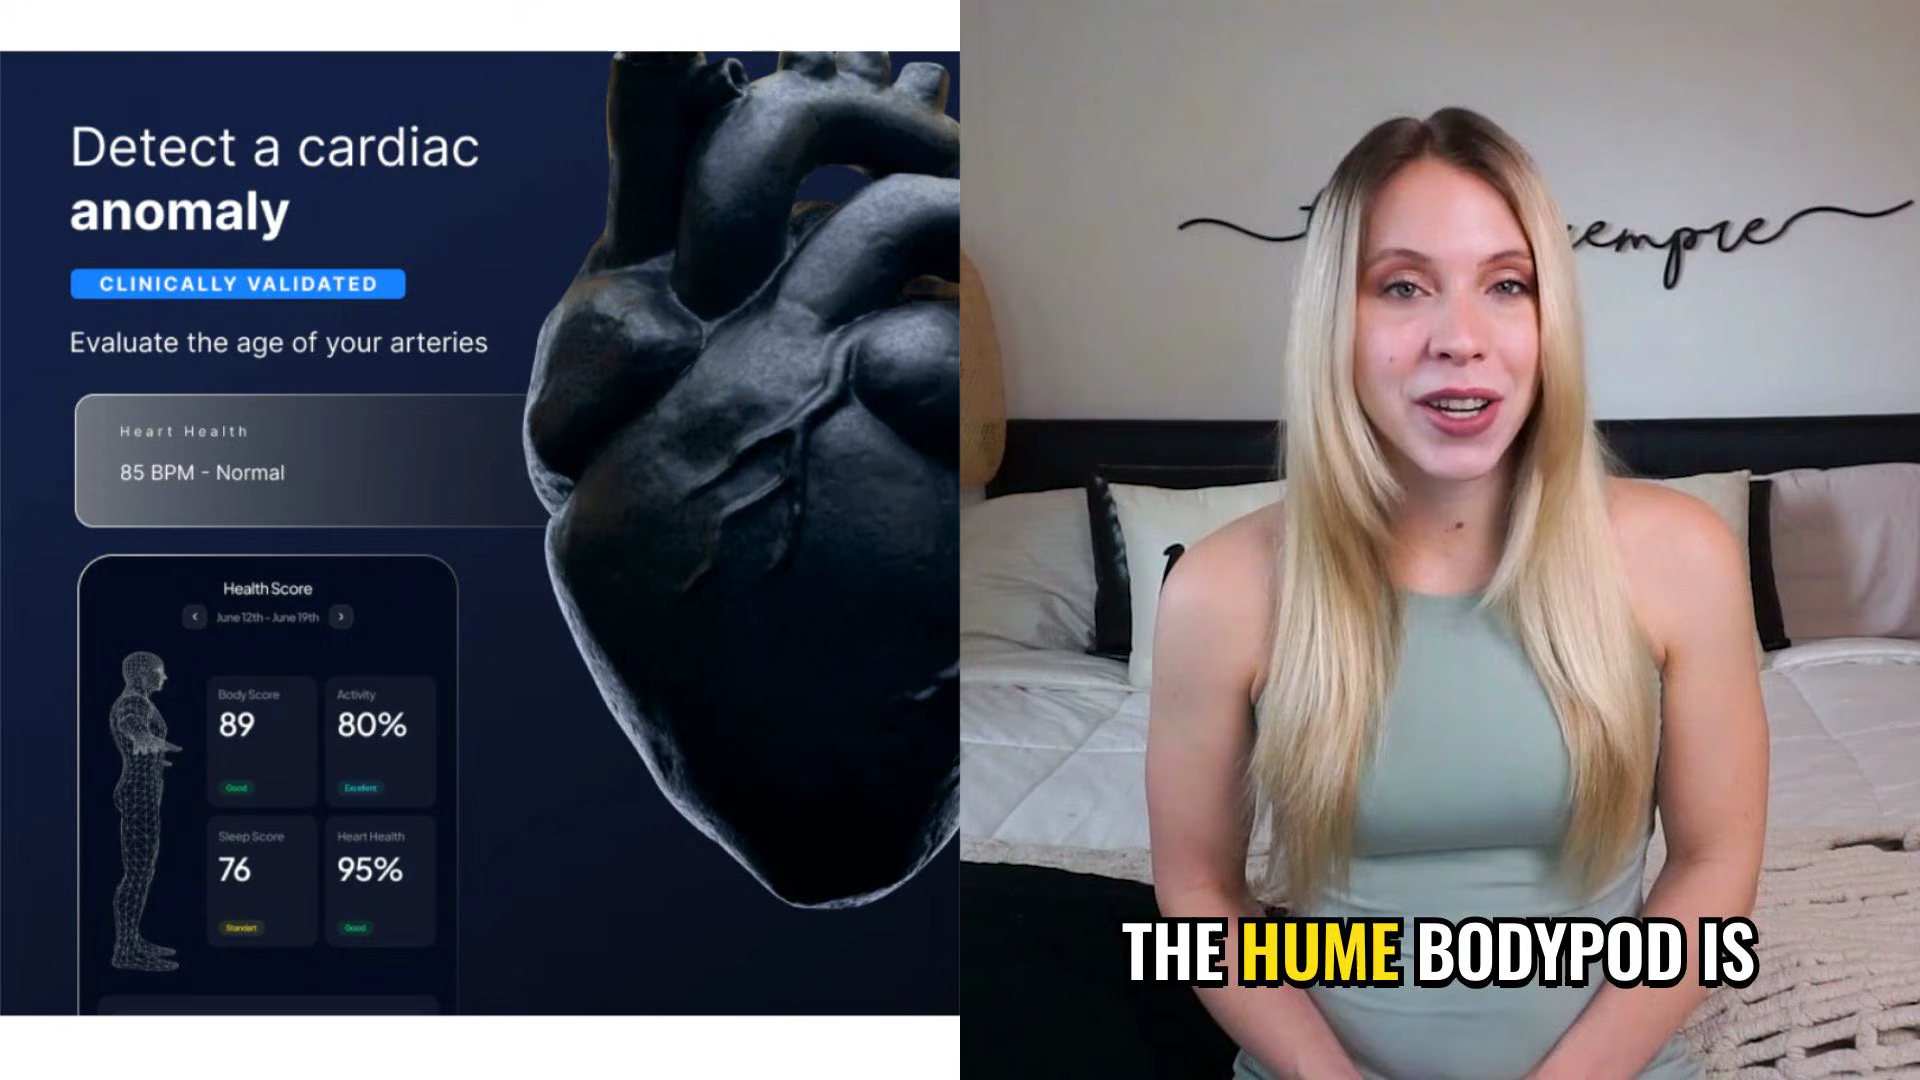 Detect a cardiac
anomaly
CLINICALLY VALIDATED
Evaluate the age of your arteries
Heart Health
85 BPM - Normal
Health Score
June 12th - June 19th
Body Score
Activity
89
80%
Good
Excellent
Sleep Score
Heart Health
76
95%
Standart
Good
THE HUME BODYPOD IS